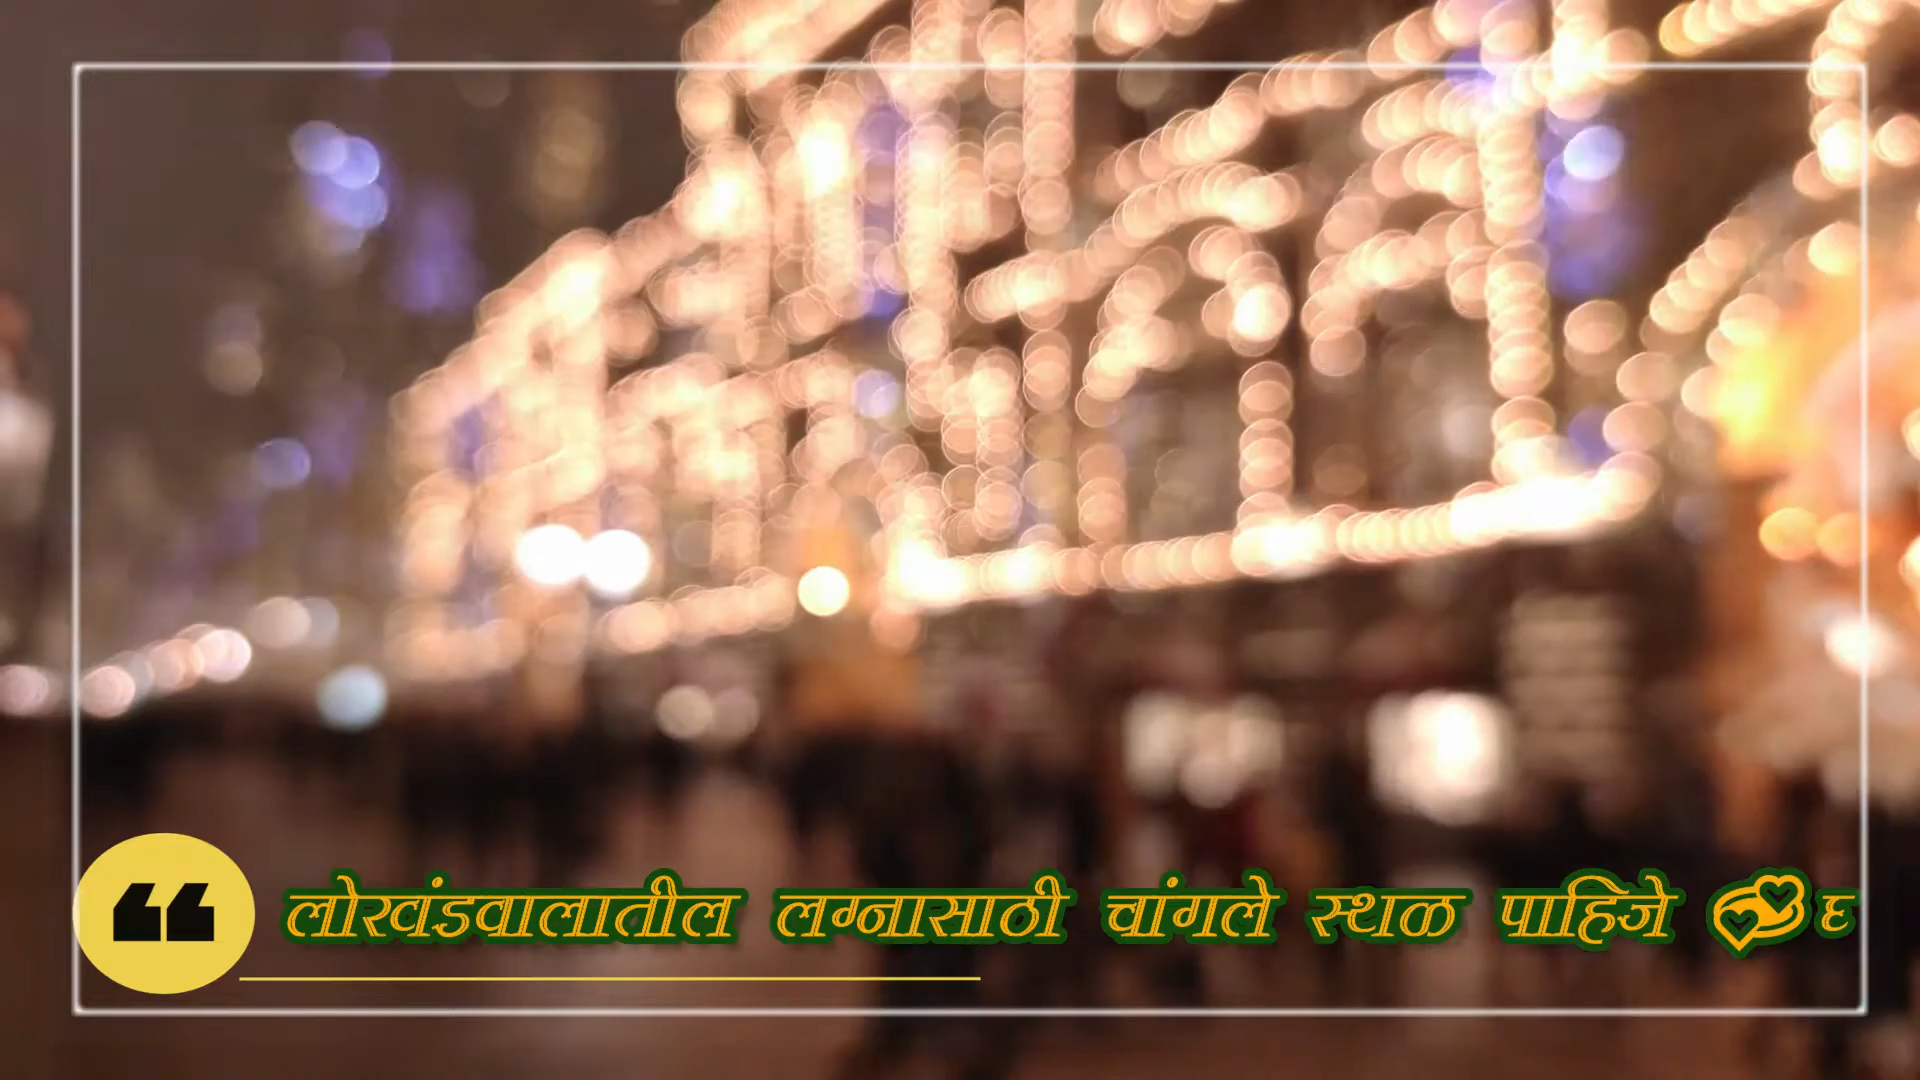 लोखंडवालातील लग्नासाठी चांगले स्थळ पाहिजे 💞 द